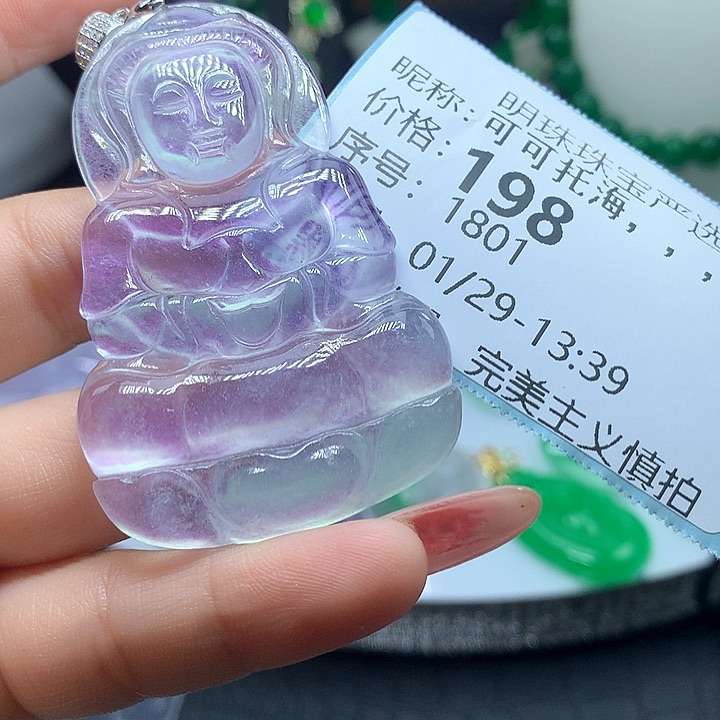 明珠珠宝严选
昵称：可可托海，，，
价格：198
序号：1801
01/29-13:39
完美主义慎拍